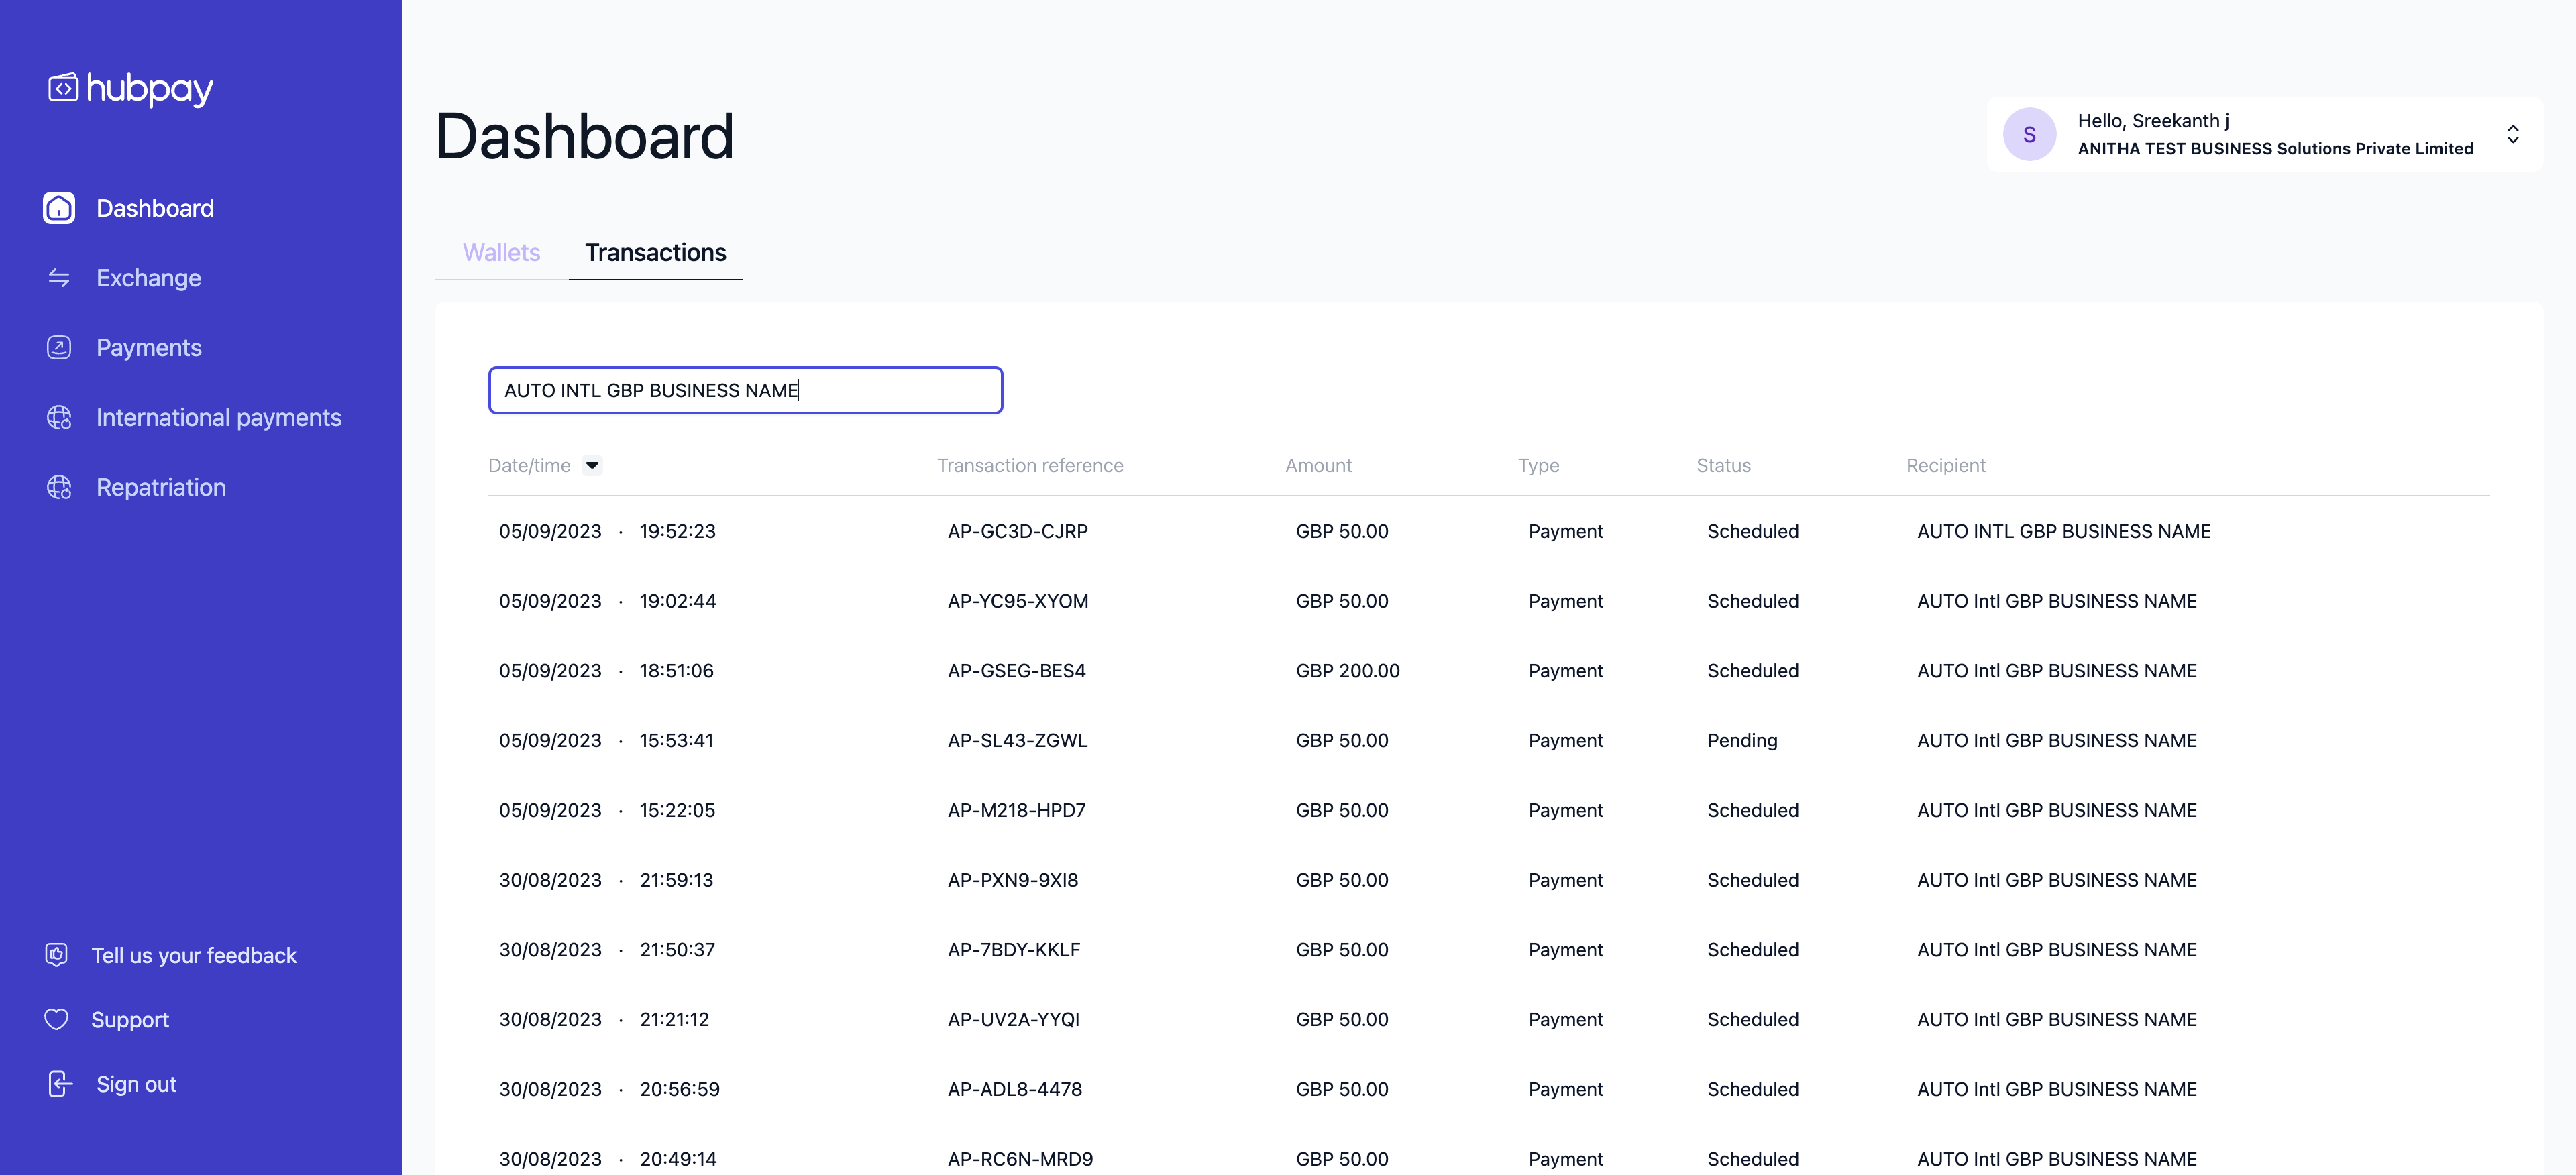 hubpay
Dashboard
Exchange
Payments
International payments
Repatriation
Tell us your feedback
Support
Sign out
Dashboard
S
Hello, Sreekanth j
ANITHA TEST BUSINESS Solutions Private Limited
Wallets Transactions
AUTO INTL GBP BUSINESS NAME
Date/time Transaction reference Amount Type Status Recipient
05/09/2023 · 19:52:23 AP-GC3D-CJRP GBP 50.00 Payment Scheduled AUTO INTL GBP BUSINESS NAME
05/09/2023 · 19:02:44 AP-YC95-XYOM GBP 50.00 Payment Scheduled AUTO Intl GBP BUSINESS NAME
05/09/2023 · 18:51:06 AP-GSEG-BES4 GBP 200.00 Payment Scheduled AUTO Intl GBP BUSINESS NAME
05/09/2023 · 15:53:41 AP-SL43-ZGWL GBP 50.00 Payment Pending AUTO Intl GBP BUSINESS NAME
05/09/2023 · 15:22:05 AP-M218-HPD7 GBP 50.00 Payment Scheduled AUTO Intl GBP BUSINESS NAME
30/08/2023 · 21:59:13 AP-PXN9-9XI8 GBP 50.00 Payment Scheduled AUTO Intl GBP BUSINESS NAME
30/08/2023 · 21:50:37 AP-7BDY-KKLF GBP 50.00 Payment Scheduled AUTO Intl GBP BUSINESS NAME
30/08/2023 · 21:21:12 AP-UV2A-YYQI GBP 50.00 Payment Scheduled AUTO Intl GBP BUSINESS NAME
30/08/2023 · 20:56:59 AP-ADL8-4478 GBP 50.00 Payment Scheduled AUTO Intl GBP BUSINESS NAME
30/08/2023 · 20:49:14 AP-RC6N-MRD9 GBP 50.00 Payment Scheduled AUTO Intl GBP BUSINESS NAME